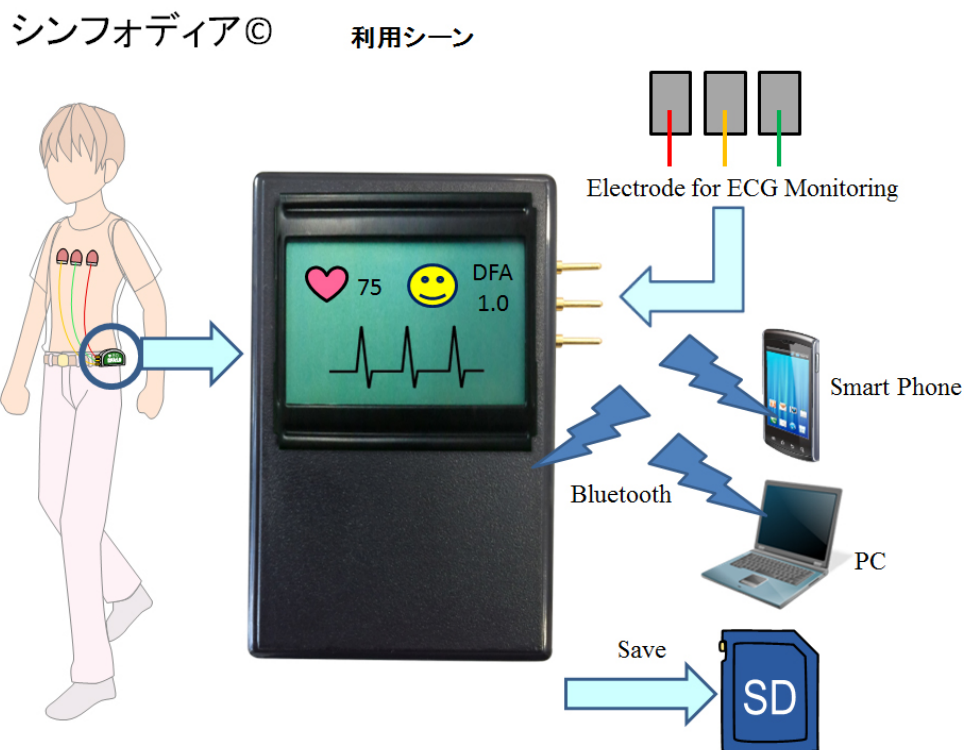 シンフォディア©
利用シーン
Electrode for ECG Monitoring
75
DFA
1.0
Smart Phone
Bluetooth
PC
Save
SD